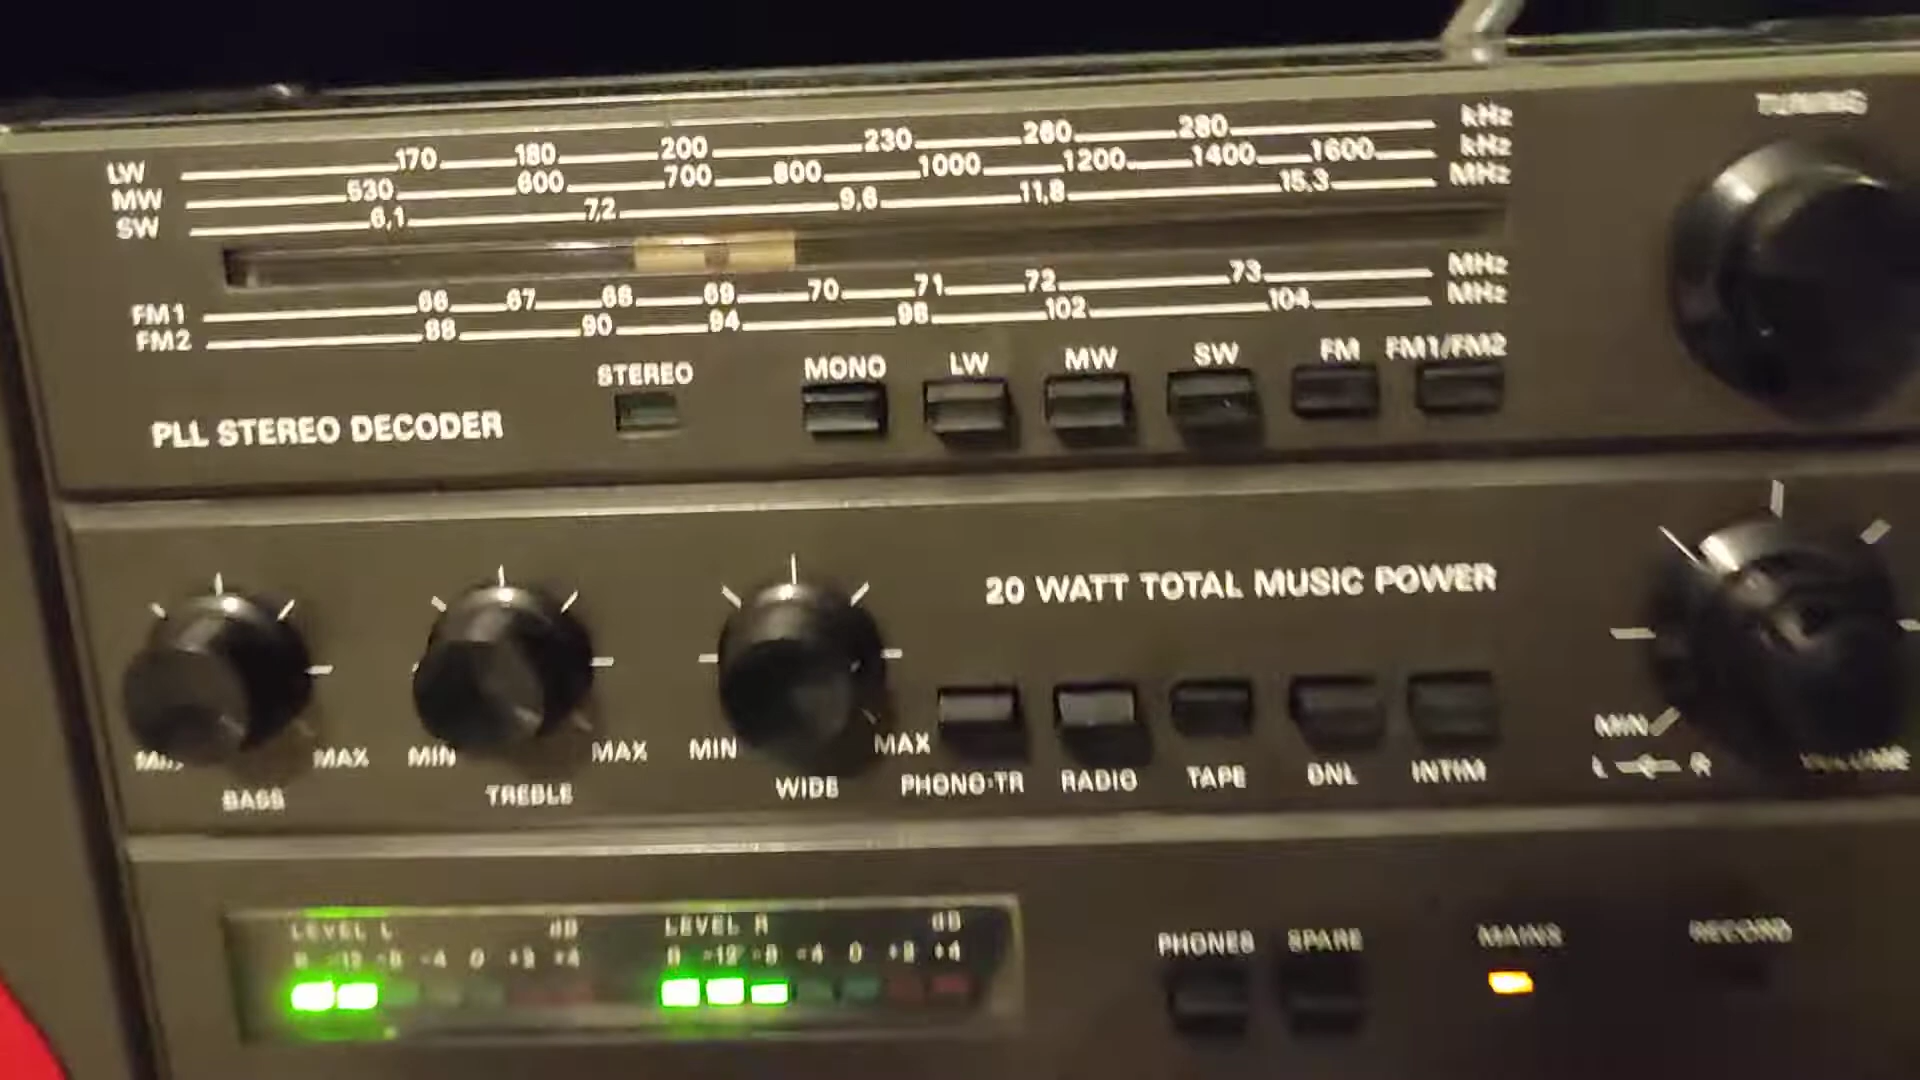 TUNING
LW 170 180 200 230 260 280 kHz
MW 530 600 700 800 1000 1200 1400 1600 kHz
SW 6,1 7,2 9,6 11,8 15,3 MHz
FM1 66 67 68 69 70 71 72 73 MHz
FM2 88 90 94 98 102 104 MHz
STEREO MONO LW MW SW FM FM1/FM2
PLL STEREO DECODER
20 WATT TOTAL MUSIC POWER
MIN MAX MIN MAX MIN MAX MIN
BASS TREBLE WIDE PHONO·TR RADIO TAPE DNL INTIM L R VOLUME
LEVEL L dB LEVEL R dB
-12 -8 -4 0 +2 +4 -12 -8 -4 0 +2 +4
PHONES SPARE MAINS RECORD